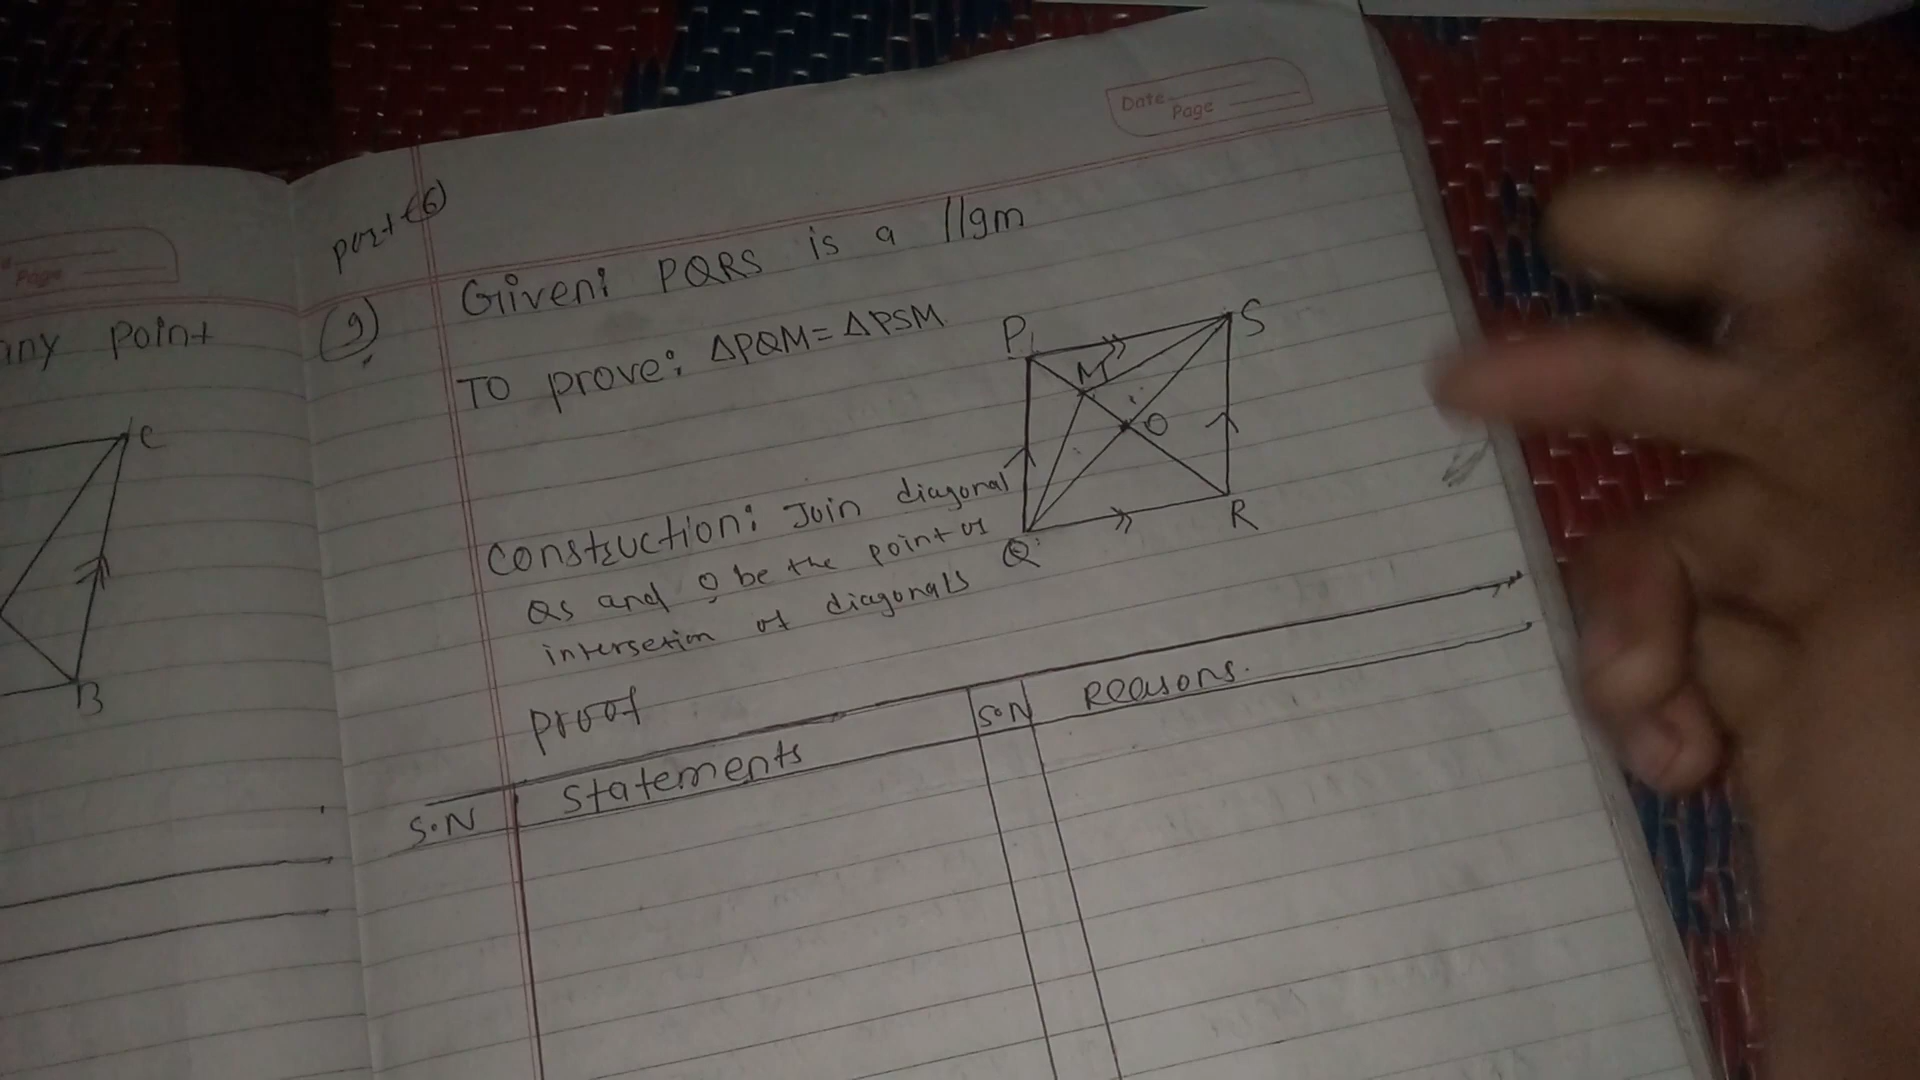 Date
Page
Page
part (6)
any point
(9)
Given: PQRS is a ||gm
To prove: ΔPQM = ΔPSM
P
S
M
O
Q
R
C
B
construction: Join diagonal
QS and O be the point of
intersetion of diagonals
proof
S.N
statements
S.N
Reasons.